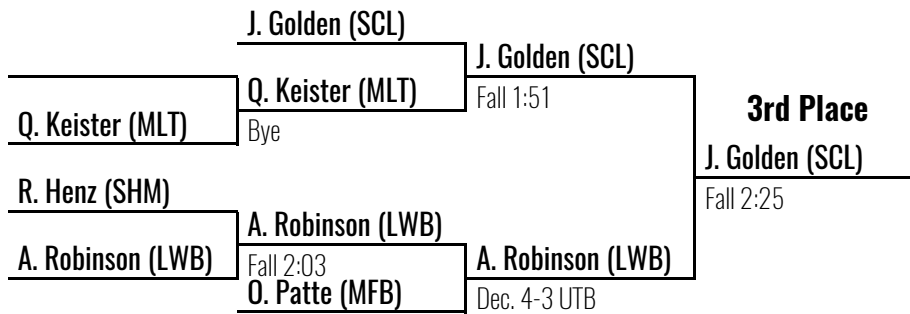 J. Golden (SCL)
J. Golden (SCL)
Q. Keister (MLT)
Fall 1:51
3rd Place
Q. Keister (MLT)
Bye
J. Golden (SCL)
R. Henz (SHM)
Fall 2:25
A. Robinson (LWB)
A. Robinson (LWB)
Fall 2:03
A. Robinson (LWB)
O. Patte (MFB)
Dec. 4-3 UTB